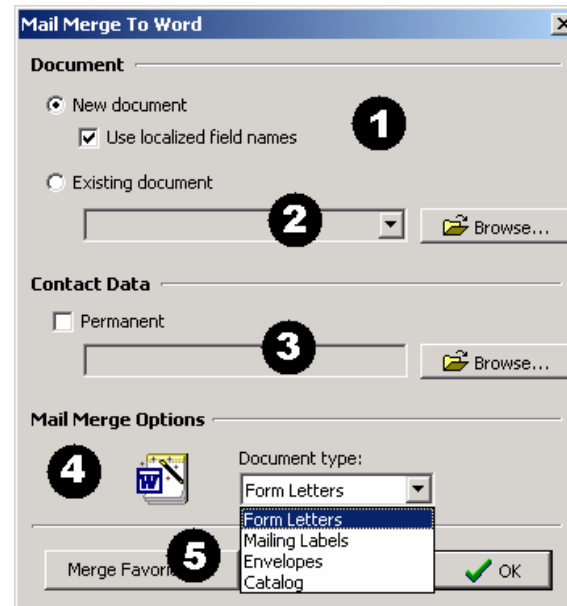 Mail Merge To Word
Document
New document
1
Use localized field names
Existing document
2
Browse...
Contact Data
Permanent
3
Browse...
Mail Merge Options
4
W
Document type:
Form Letters
Form Letters
Mailing Labels
Envelopes
Catalog
5
Merge
OK